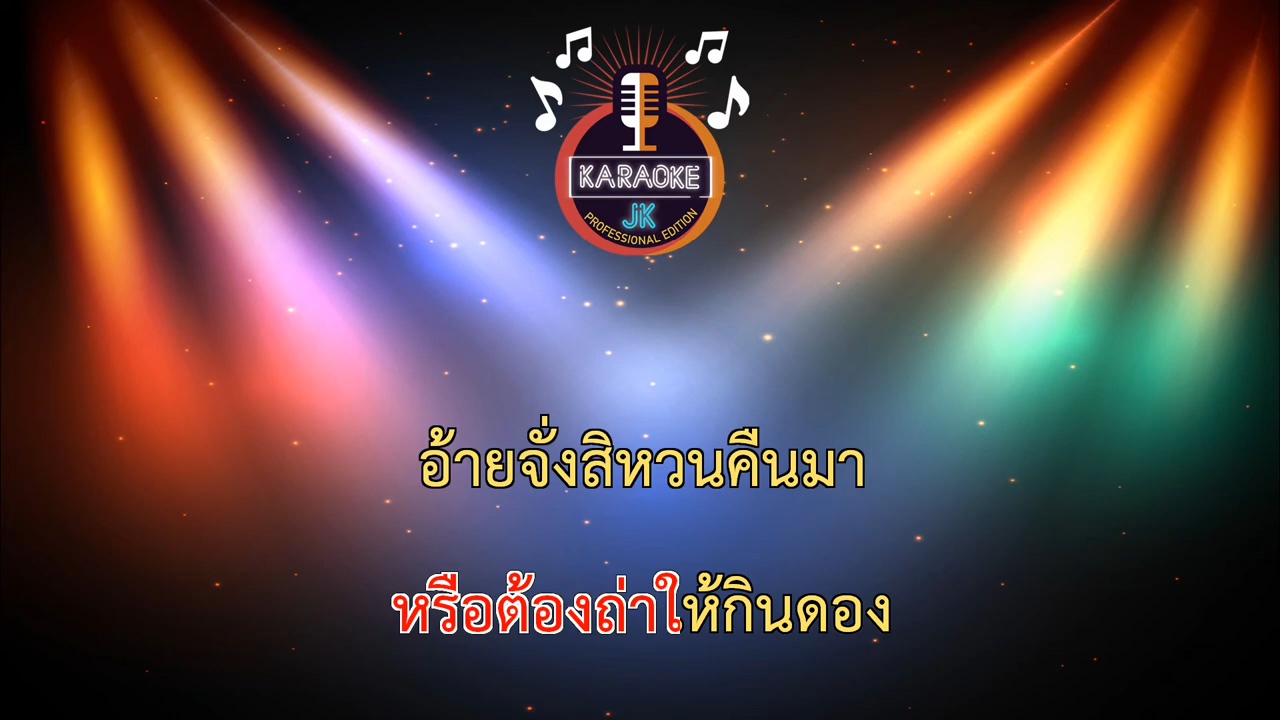 KARAOKE
JK
PROFESSIONAL EDITION
อ้ายจั่งสิหวนคืนมา
หรือต้องถ่าให้กินดอง